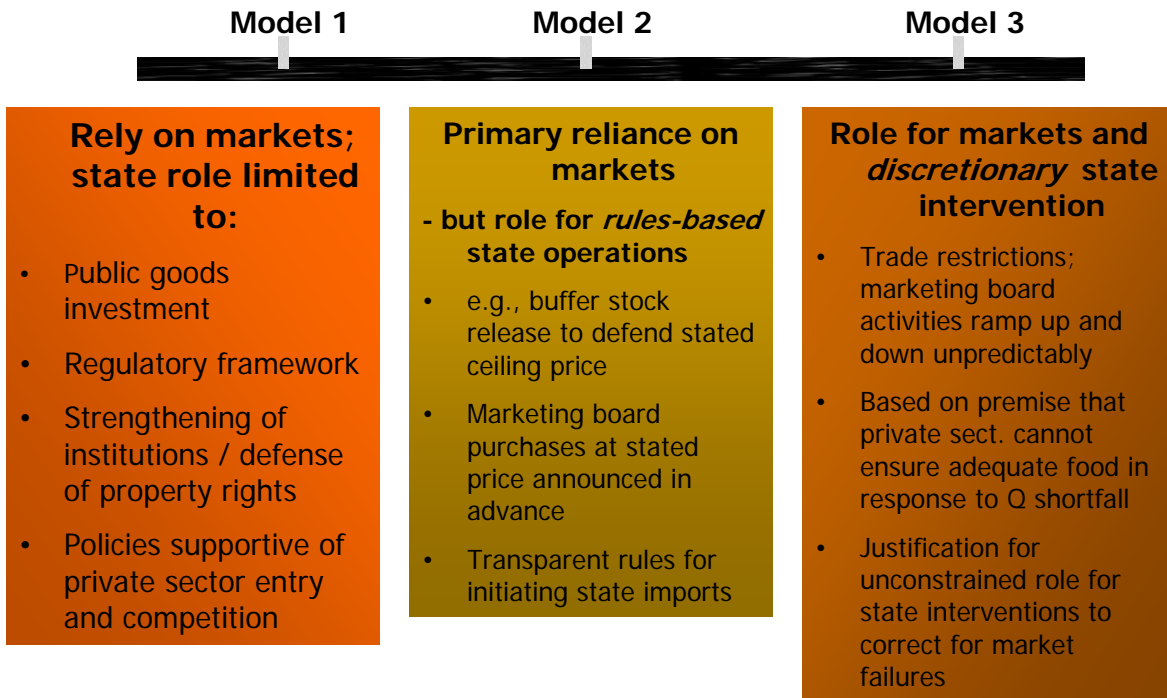 Model 1
Model 2
Model 3
Rely on markets;
state role limited
to:
• Public goods
investment
• Regulatory framework
• Strengthening of
institutions / defense
of property rights
• Policies supportive of
private sector entry
and competition
Primary reliance on
markets
- but role for rules-based
state operations
• e.g., buffer stock
release to defend stated
ceiling price
• Marketing board
purchases at stated
price announced in
advance
• Transparent rules for
initiating state imports
Role for markets and
discretionary state
intervention
• Trade restrictions;
marketing board
activities ramp up and
down unpredictably
• Based on premise that
private sect. cannot
ensure adequate food in
response to Q shortfall
• Justification for
unconstrained role for
state interventions to
correct for market
failures